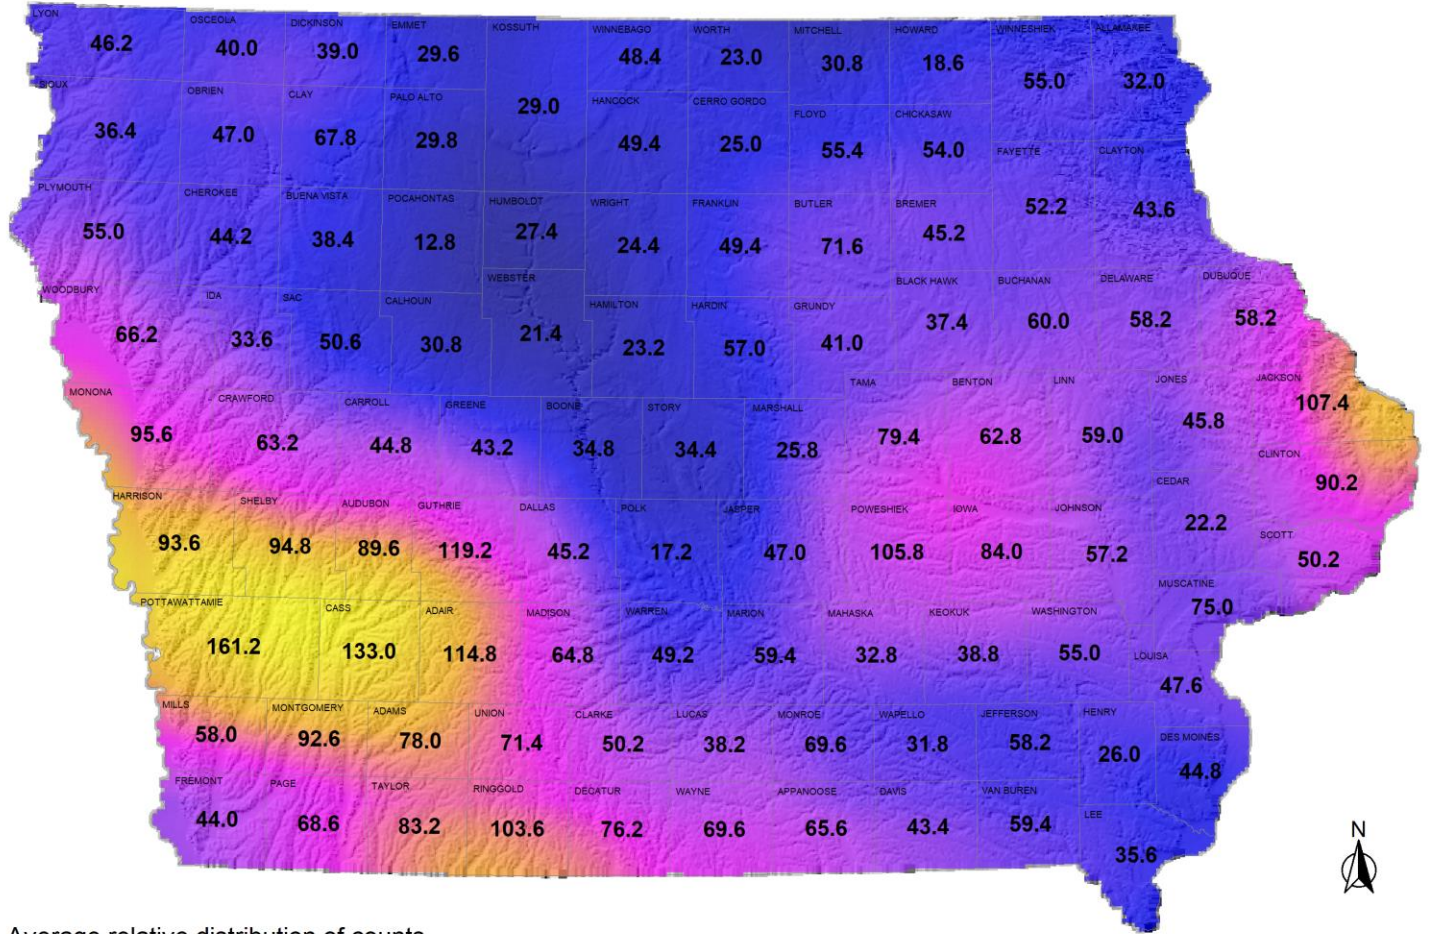 LYON OSCEOLA DICKINSON EMMET KOSSUTH WINNEBAGO WORTH MITCHELL HOWARD WINNESHIEK ALLAMAKEE
46.2 40.0 39.0 29.6 29.0 48.4 23.0 30.8 18.6 55.0 32.0
SIOUX OBRIEN CLAY PALO ALTO HANCOCK CERRO GORDO FLOYD CHICKASAW
36.4 47.0 67.8 29.8 49.4 25.0 55.4 54.0
FAYETTE CLAYTON
52.2 43.6
PLYMOUTH CHEROKEE BUENA VISTA POCAHONTAS HUMBOLDT WRIGHT FRANKLIN BUTLER BREMER
55.0 44.2 38.4 12.8 27.4 24.4 49.4 71.6 45.2
WOODBURY IDA SAC CALHOUN WEBSTER HAMILTON HARDIN GRUNDY BLACK HAWK BUCHANAN DELAWARE DUBUQUE
66.2 33.6 50.6 30.8 21.4 23.2 57.0 41.0 37.4 60.0 58.2 58.2
MONONA CRAWFORD CARROLL GREENE BOONE STORY MARSHALL TAMA BENTON LINN JONES JACKSON
95.6 63.2 44.8 43.2 34.8 34.4 25.8 79.4 62.8 59.0 45.8 107.4
CLINTON
90.2
HARRISON SHELBY AUDUBON GUTHRIE DALLAS POLK JASPER POWESHIEK IOWA JOHNSON CEDAR SCOTT
93.6 94.8 89.6 119.2 45.2 17.2 47.0 105.8 84.0 57.2 22.2 50.2
POTTAWATTAMIE CASS ADAIR MADISON WARREN MARION MAHASKA KEOKUK WASHINGTON MUSCATINE
161.2 133.0 114.8 64.8 49.2 59.4 32.8 38.8 55.0 75.0
LOUISA
47.6
MILLS MONTGOMERY ADAMS UNION CLARKE LUCAS MONROE WAPELLO JEFFERSON HENRY DES MOINES
58.0 92.6 78.0 71.4 50.2 38.2 69.6 31.8 58.2 26.0 44.8
FREMONT PAGE TAYLOR RINGGOLD DECATUR WAYNE APPANOOSE DAVIS VAN BUREN LEE
44.0 68.6 83.2 103.6 76.2 69.6 65.6 43.4 59.4 35.6
N
Average relative distribution of counts